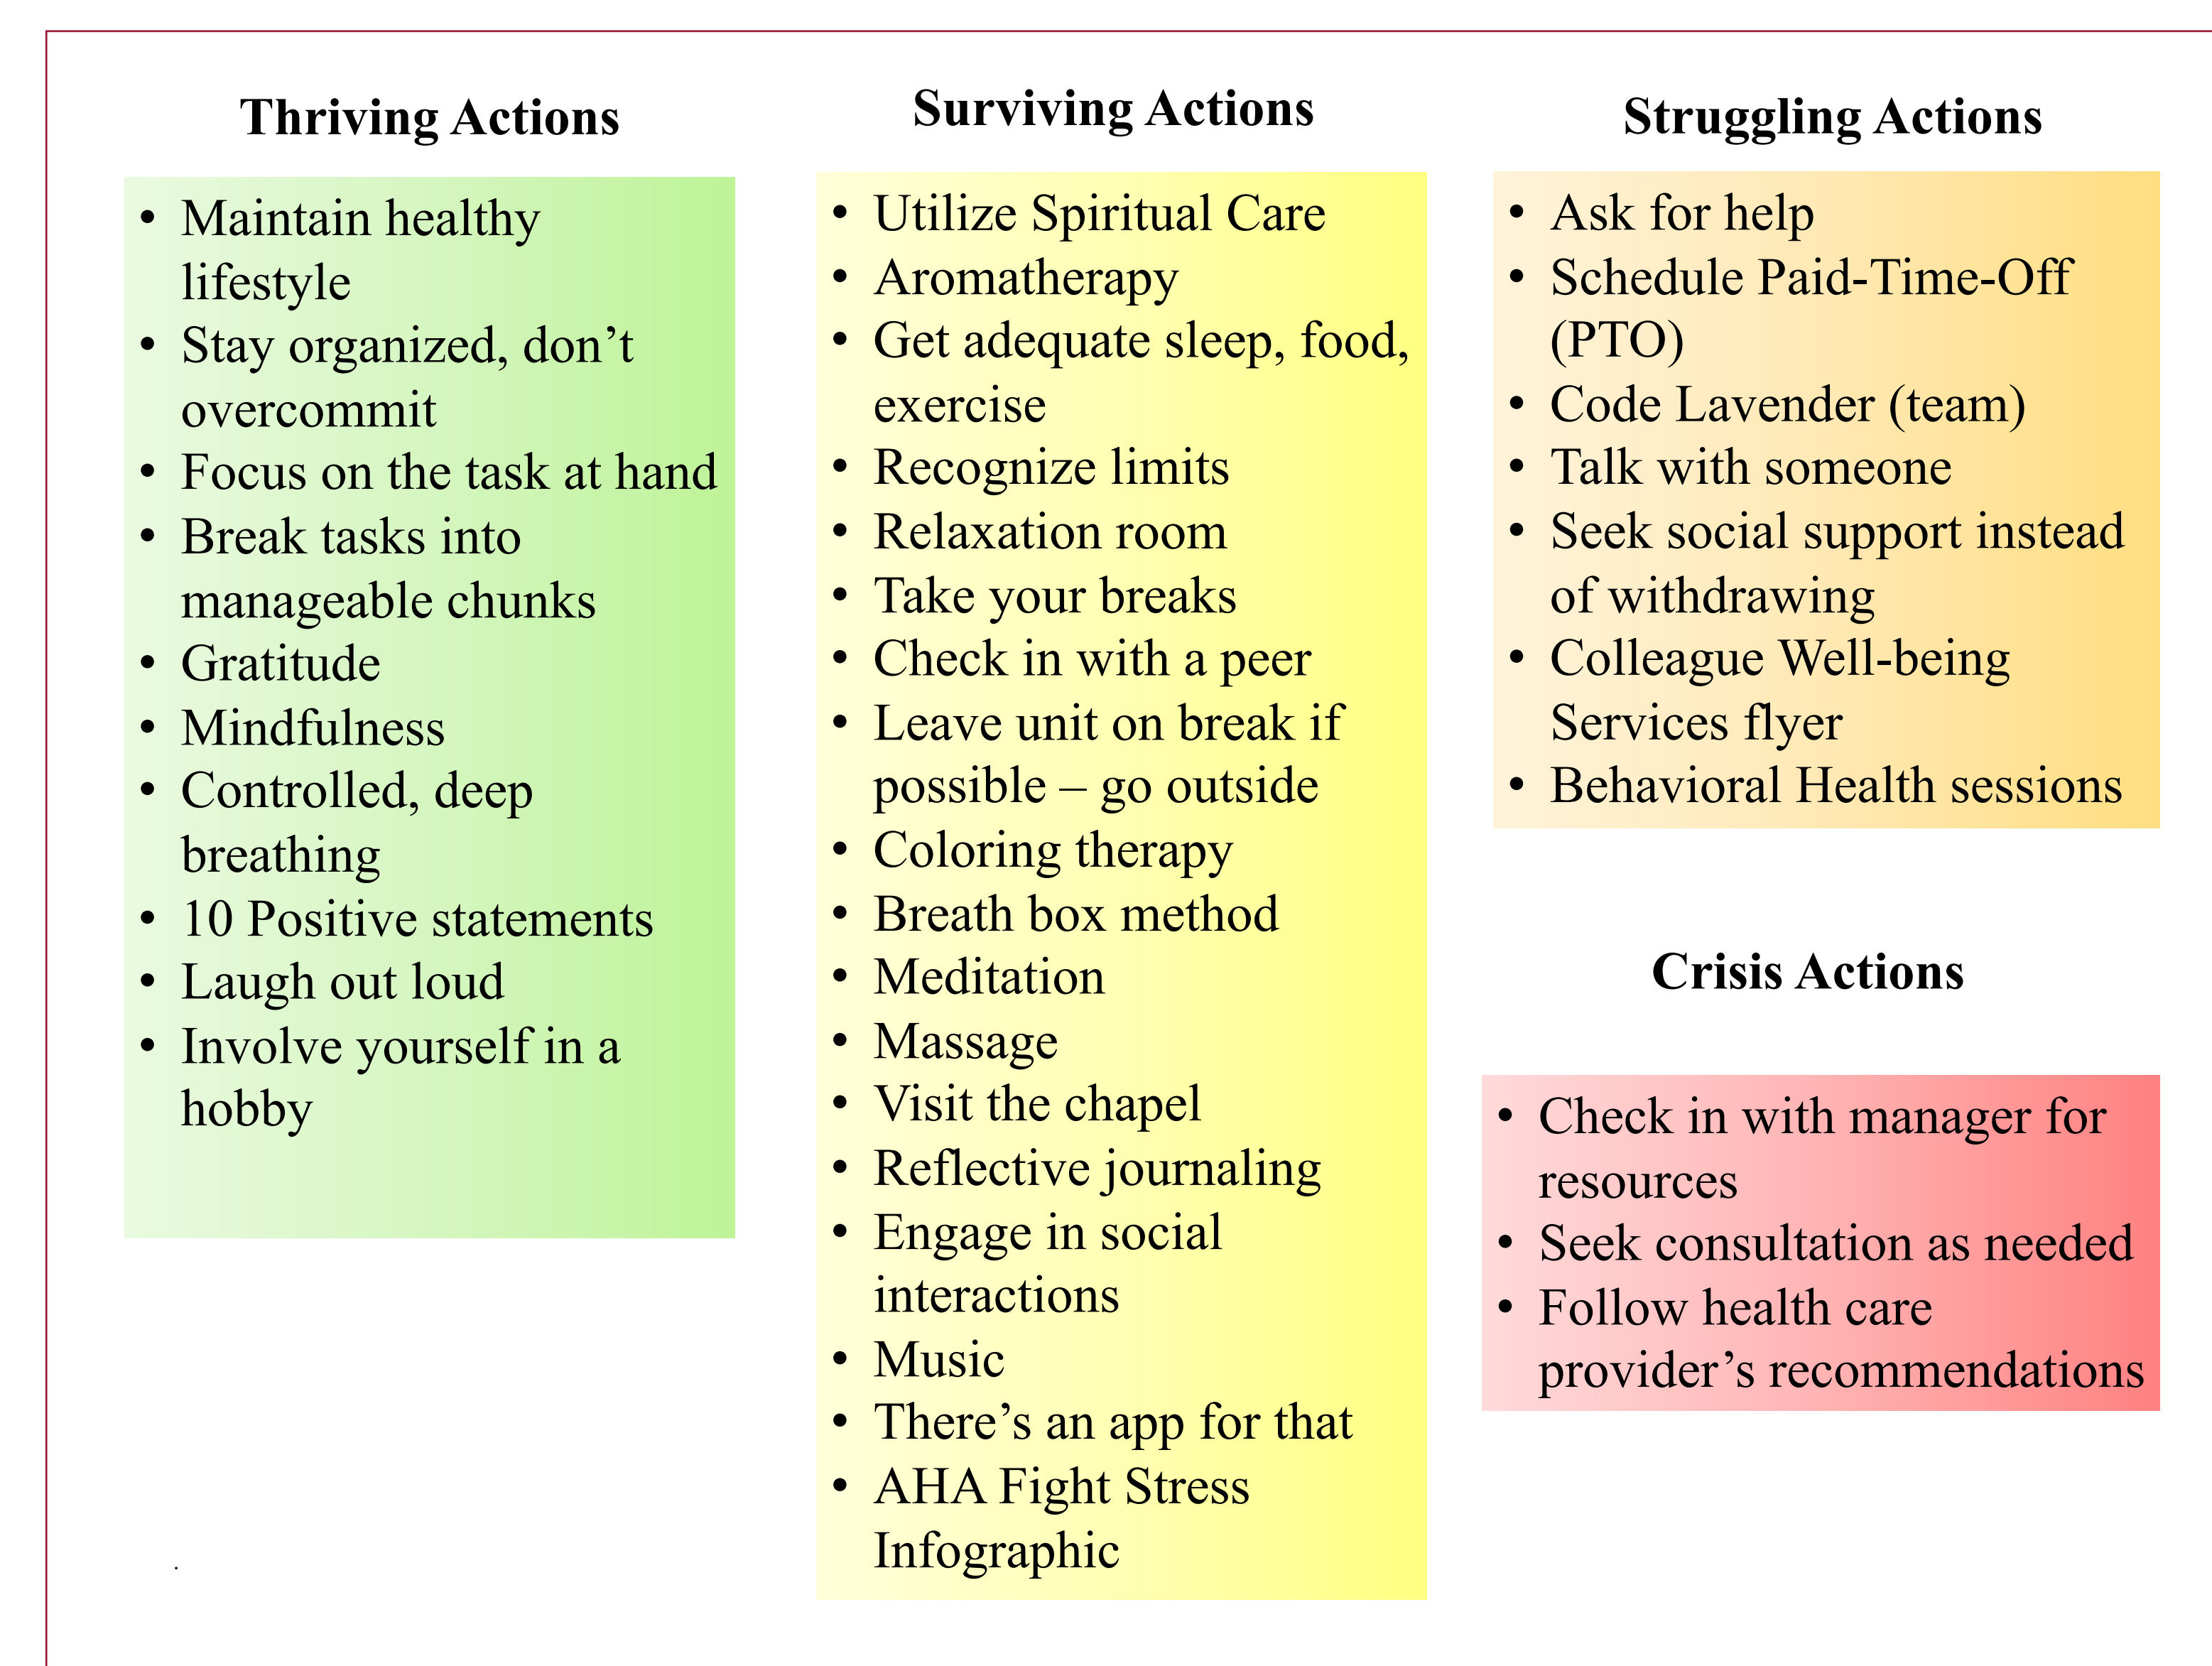 Thriving Actions
• Maintain healthy
lifestyle
• Stay organized, don’t
overcommit
• Focus on the task at hand
• Break tasks into
manageable chunks
• Gratitude
• Mindfulness
• Controlled, deep
breathing
• 10 Positive statements
• Laugh out loud
• Involve yourself in a
hobby
.
Surviving Actions
• Utilize Spiritual Care
• Aromatherapy
• Get adequate sleep, food,
exercise
• Recognize limits
• Relaxation room
• Take your breaks
• Check in with a peer
• Leave unit on break if
possible – go outside
• Coloring therapy
• Breath box method
• Meditation
• Massage
• Visit the chapel
• Reflective journaling
• Engage in social
interactions
• Music
• There’s an app for that
• AHA Fight Stress
Infographic
Struggling Actions
• Ask for help
• Schedule Paid-Time-Off
(PTO)
• Code Lavender (team)
• Talk with someone
• Seek social support instead
of withdrawing
• Colleague Well-being
Services flyer
• Behavioral Health sessions
Crisis Actions
• Check in with manager for
resources
• Seek consultation as needed
• Follow health care
provider’s recommendations